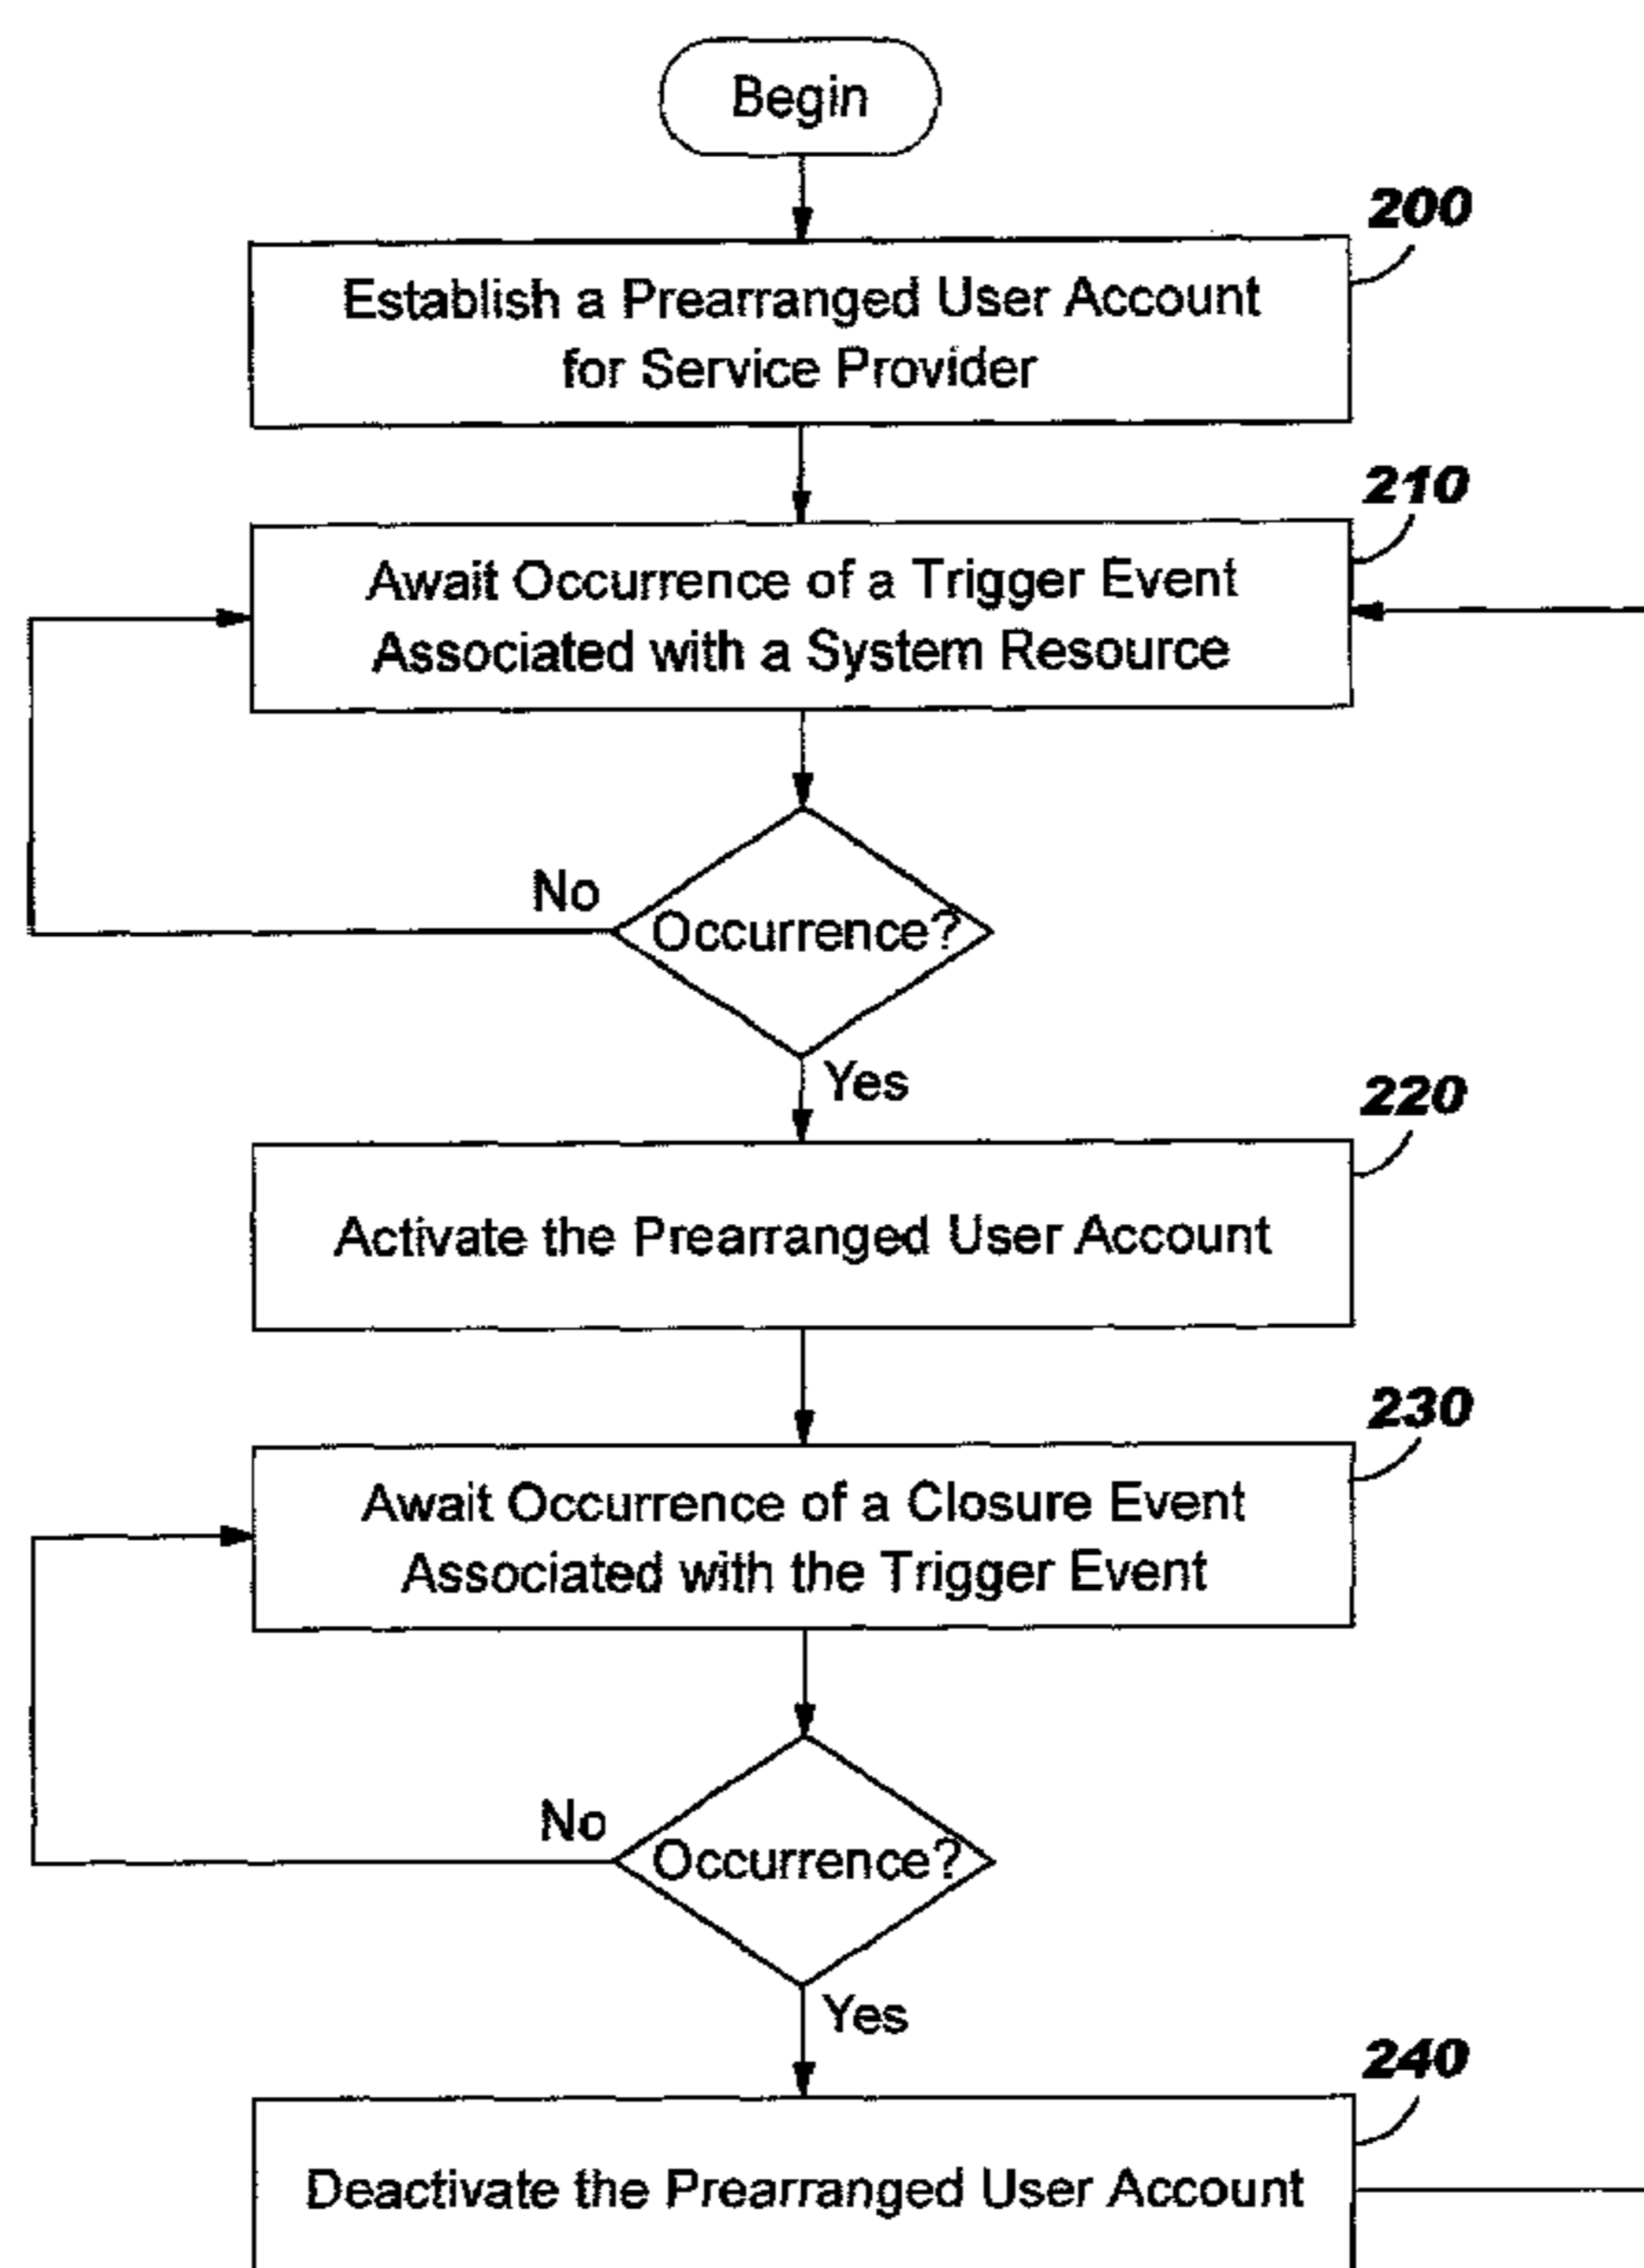 Begin
200
Establish a Prearranged User Account
for Service Provider
210
Await Occurrence of a Trigger Event
Associated with a System Resource
No
Occurrence?
Yes
220
Activate the Prearranged User Account
230
Await Occurrence of a Closure Event
Associated with the Trigger Event
No
Occurrence?
Yes
240
Deactivate the Prearranged User Account